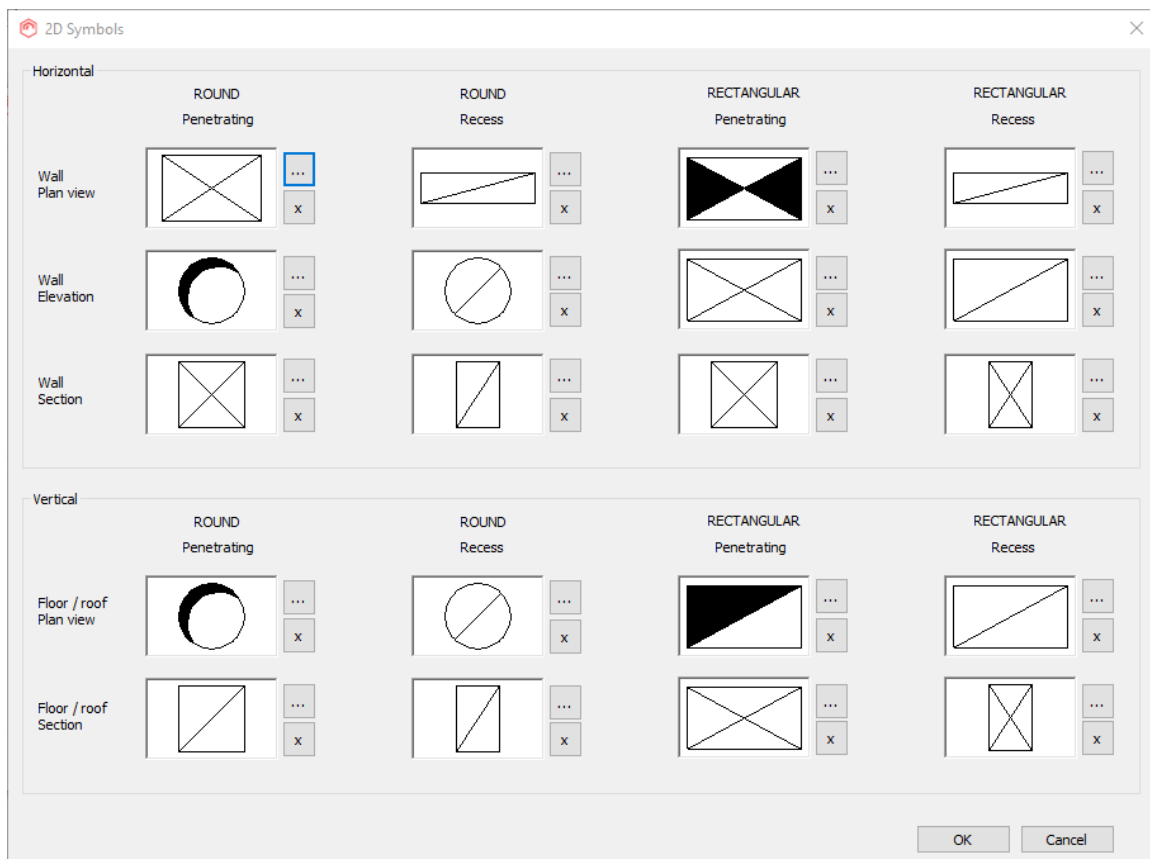 2D Symbols
Horizontal
ROUND ROUND RECTANGULAR RECTANGULAR
Penetrating Recess Penetrating Recess
Wall
Plan view
... ... ... ...
x x x x
Wall
Elevation
... ... ... ...
x x x x
Wall
Section
... ... ... ...
x x x x
Vertical
ROUND ROUND RECTANGULAR RECTANGULAR
Penetrating Recess Penetrating Recess
Floor / roof
Plan view
... ... ... ...
x x x x
Floor / roof
Section
... ... ... ...
x x x x
OK Cancel